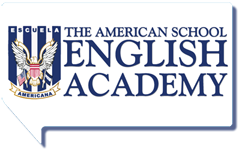 ESCUELA
AMERICANA
THE AMERICAN SCHOOL
ENGLISH
ACADEMY